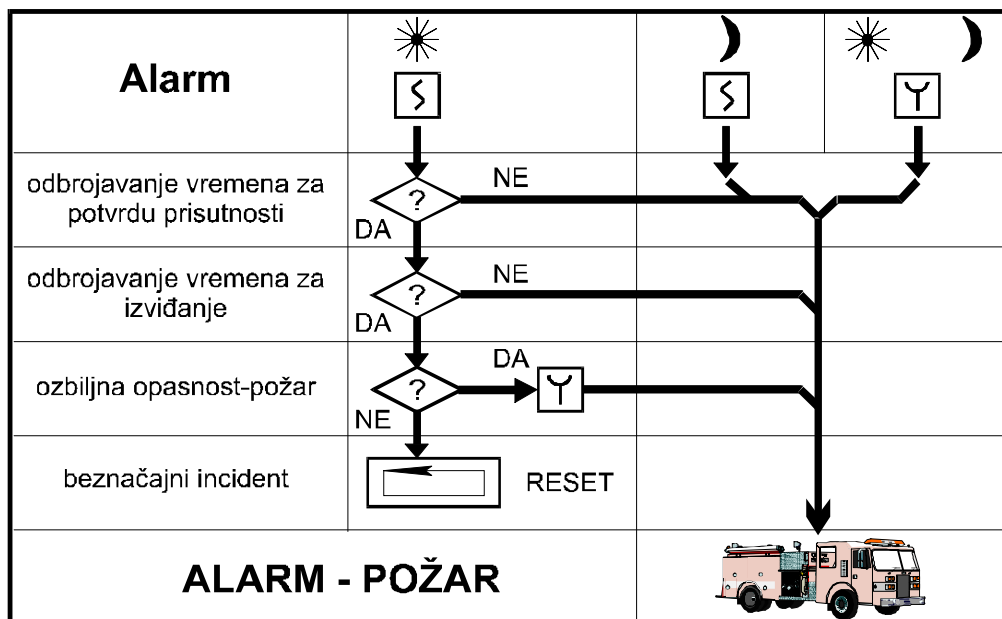 Alarm
odbrojavanje vremena za
potvrdu prisutnosti
?
NE
DA
odbrojavanje vremena za
izviđanje
?
NE
DA
ozbiljna opasnost-požar
?
DA
NE
beznačajni incident
RESET
ALARM - POŽAR